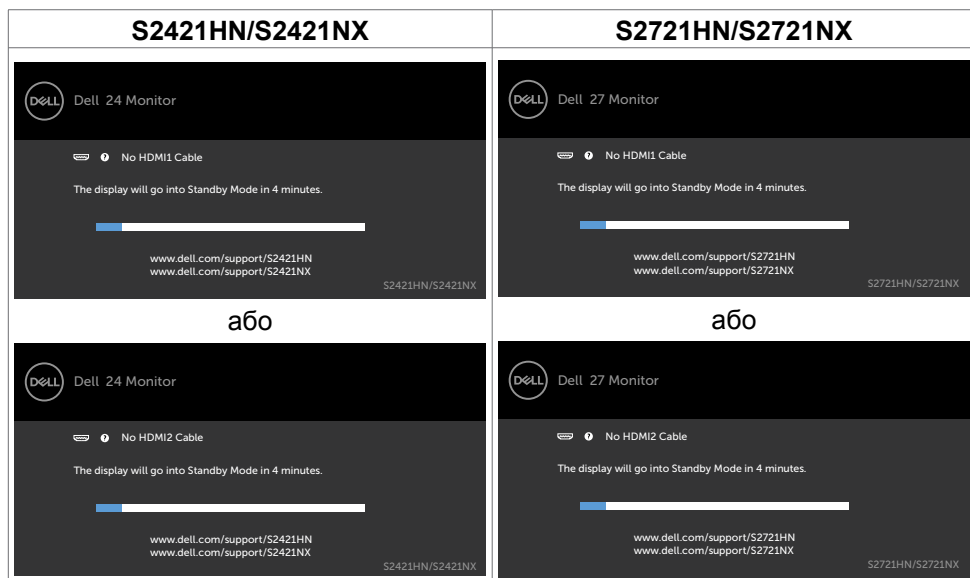 S2421HN/S2421NX
S2721HN/S2721NX
DELL
Dell 24 Monitor
No HDMI1 Cable
The display will go into Standby Mode in 4 minutes.
www.dell.com/support/S2421HN
www.dell.com/support/S2421NX
S2421HN/S2421NX
DELL
Dell 27 Monitor
No HDMI1 Cable
The display will go into Standby Mode in 4 minutes.
www.dell.com/support/S2721HN
www.dell.com/support/S2721NX
S2721HN/S2721NX
або
або
DELL
Dell 24 Monitor
No HDMI2 Cable
The display will go into Standby Mode in 4 minutes.
www.dell.com/support/S2421HN
www.dell.com/support/S2421NX
S2421HN/S2421NX
DELL
Dell 27 Monitor
No HDMI2 Cable
The display will go into Standby Mode in 4 minutes.
www.dell.com/support/S2721HN
www.dell.com/support/S2721NX
S2721HN/S2721NX